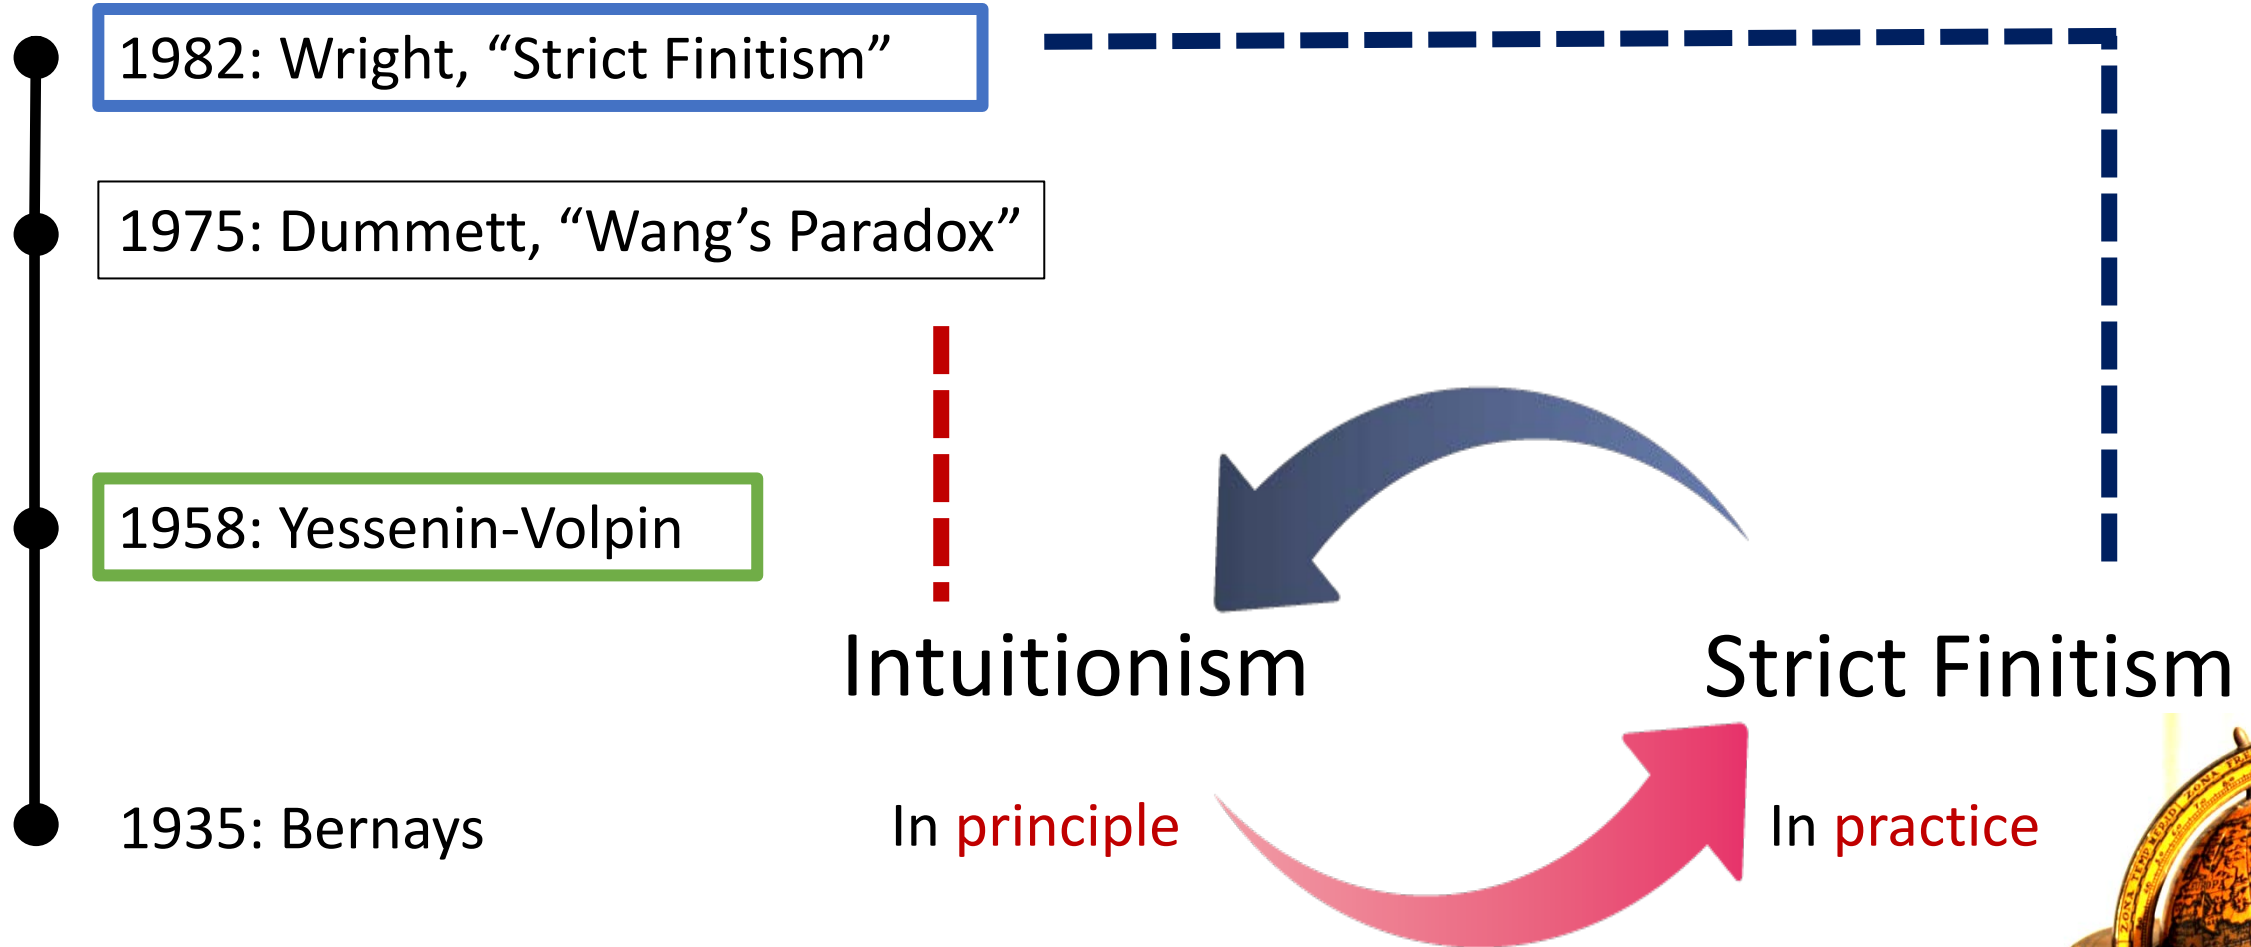 1982: Wright, “Strict Finitism”
1975: Dummett, “Wang’s Paradox”
1958: Yessenin-Volpin
1935: Bernays
Intuitionism
Strict Finitism
In principle
In practice